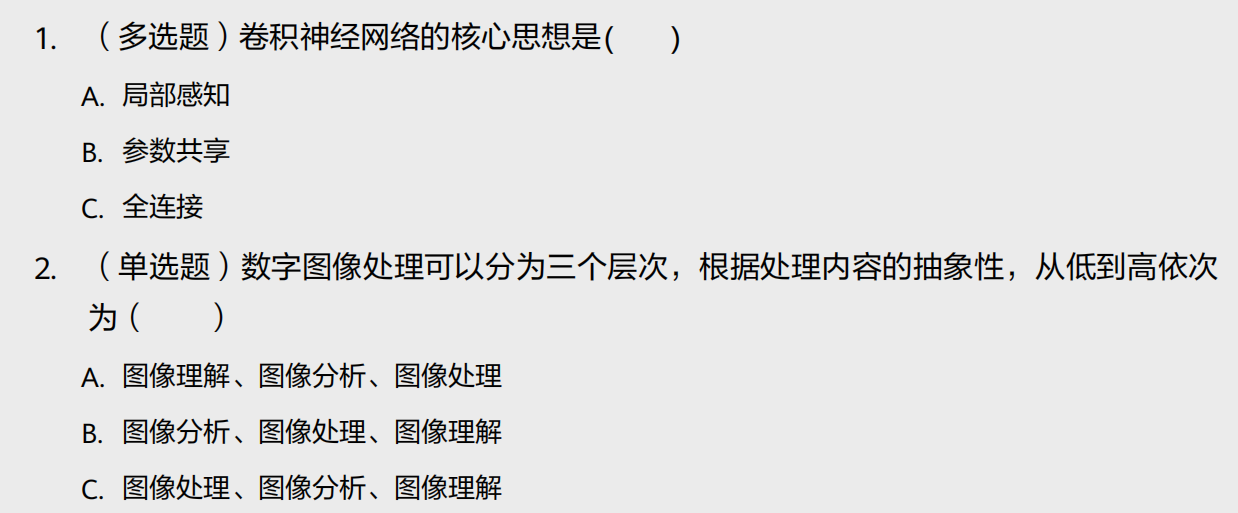 1. （多选题）卷积神经网络的核心思想是(    )
A. 局部感知
B. 参数共享
C. 全连接
2. （单选题）数字图像处理可以分为三个层次，根据处理内容的抽象性，从低到高依次
为（    ）
A. 图像理解、图像分析、图像处理
B. 图像分析、图像处理、图像理解
C. 图像处理、图像分析、图像理解